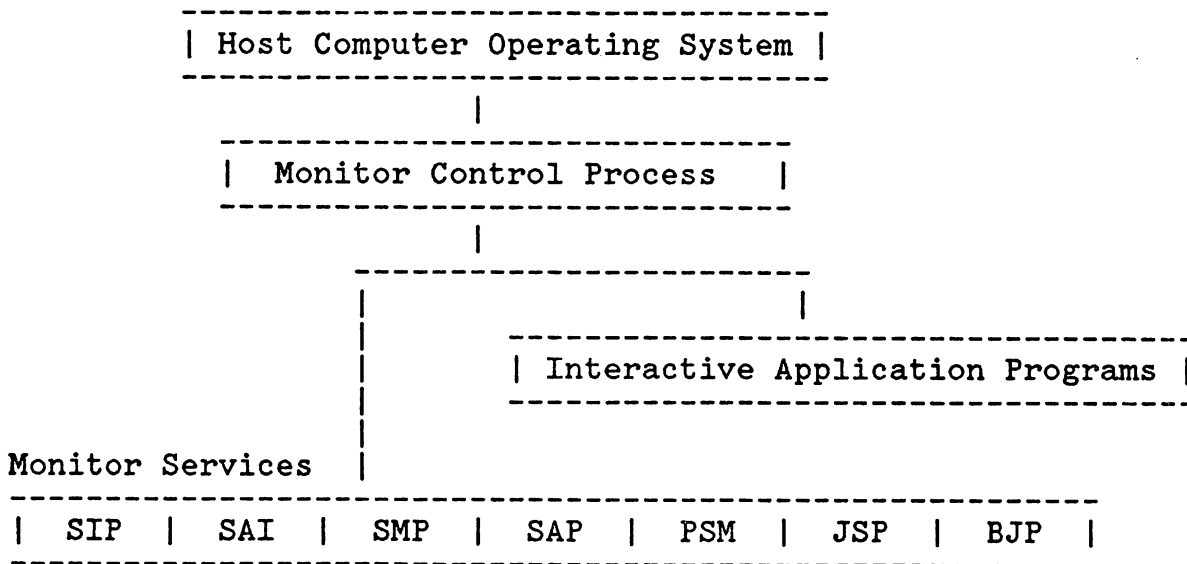 Host Computer Operating System
Monitor Control Process
Interactive Application Programs
Monitor Services
| SIP | SAI | SMP | SAP | PSM | JSP | BJP |